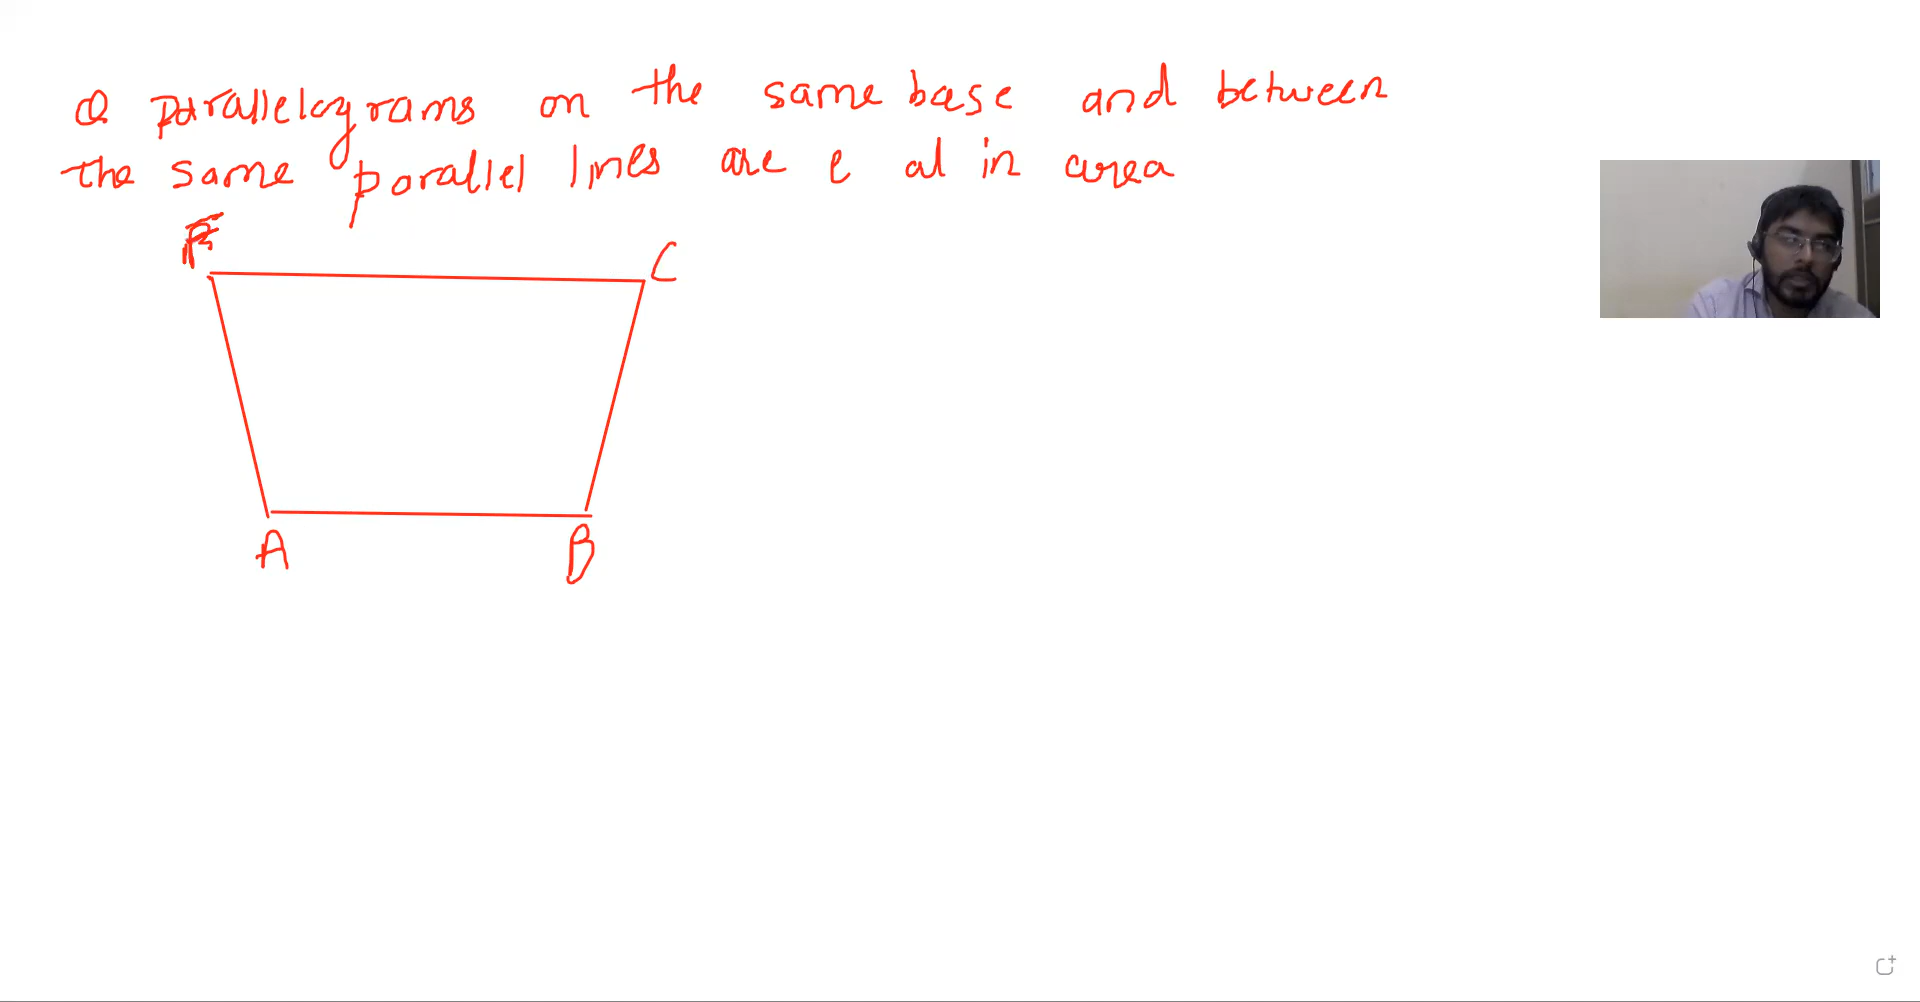 Q Parallelograms on the same base and between
the same parallel lines are e al in area
C
A
B